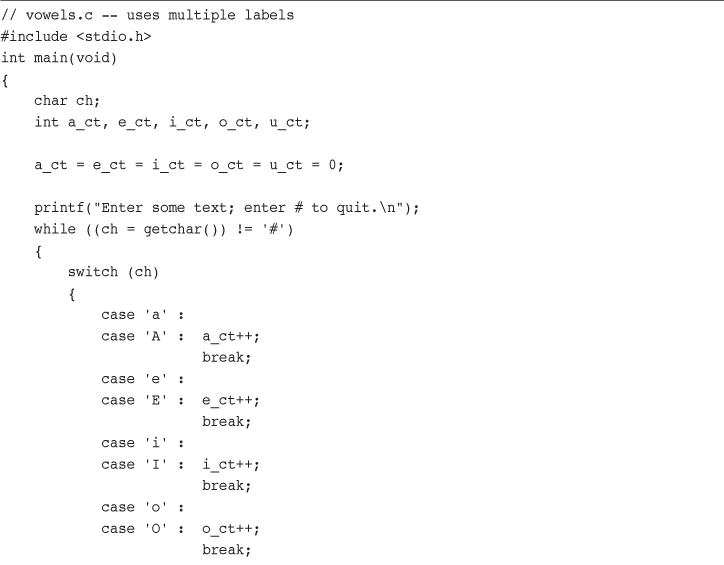 // vowels.c -- uses multiple labels
#include <stdio.h>
int main(void)
{
    char ch;
    int a_ct, e_ct, i_ct, o_ct, u_ct;

    a_ct = e_ct = i_ct = o_ct = u_ct = 0;

    printf("Enter some text; enter # to quit.\n");
    while ((ch = getchar()) != '#')
    {
        switch (ch)
        {
            case 'a' :
            case 'A' :  a_ct++;
                        break;
            case 'e' :
            case 'E' :  e_ct++;
                        break;
            case 'i' :
            case 'I' :  i_ct++;
                        break;
            case 'o' :
            case 'O' :  o_ct++;
                        break;